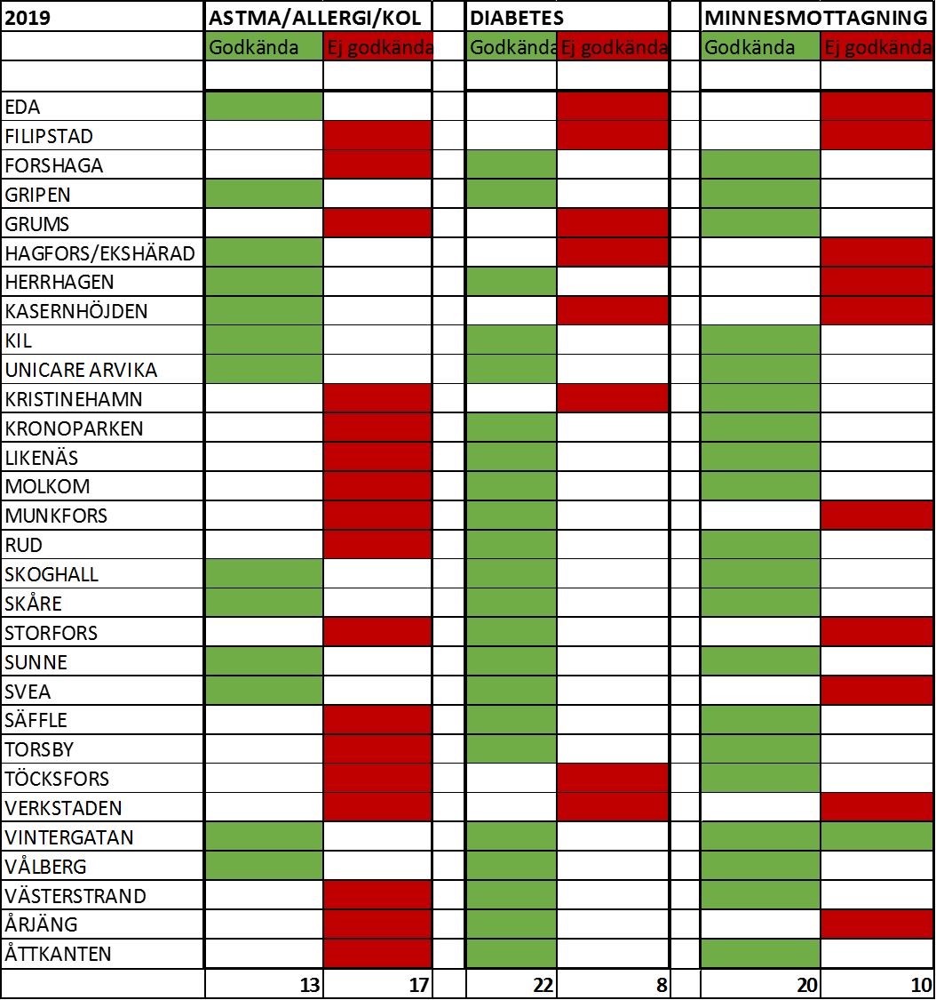 2019 ASTMA/ALLERGI/KOL DIABETES MINNESMOTTAGNING
Godkända Ej godkända Godkända Ej godkända Godkända Ej godkända
EDA
FILIPSTAD
FORSHAGA
GRIPEN
GRUMS
HAGFORS/EKSHÄRAD
HERRHAGEN
KASERNHÖJDEN
KIL
UNICARE ARVIKA
KRISTINEHAMN
KRONOPARKEN
LIKENÄS
MOLKOM
MUNKFORS
RUD
SKOGHALL
SKÅRE
STORFORS
SUNNE
SVEA
SÄFFLE
TORSBY
TÖCKSFORS
VERKSTADEN
VINTERGATAN
VÅLBERG
VÄSTERSTRAND
ÅRJÄNG
ÅTTKANTEN
13 17 22 8 20 10